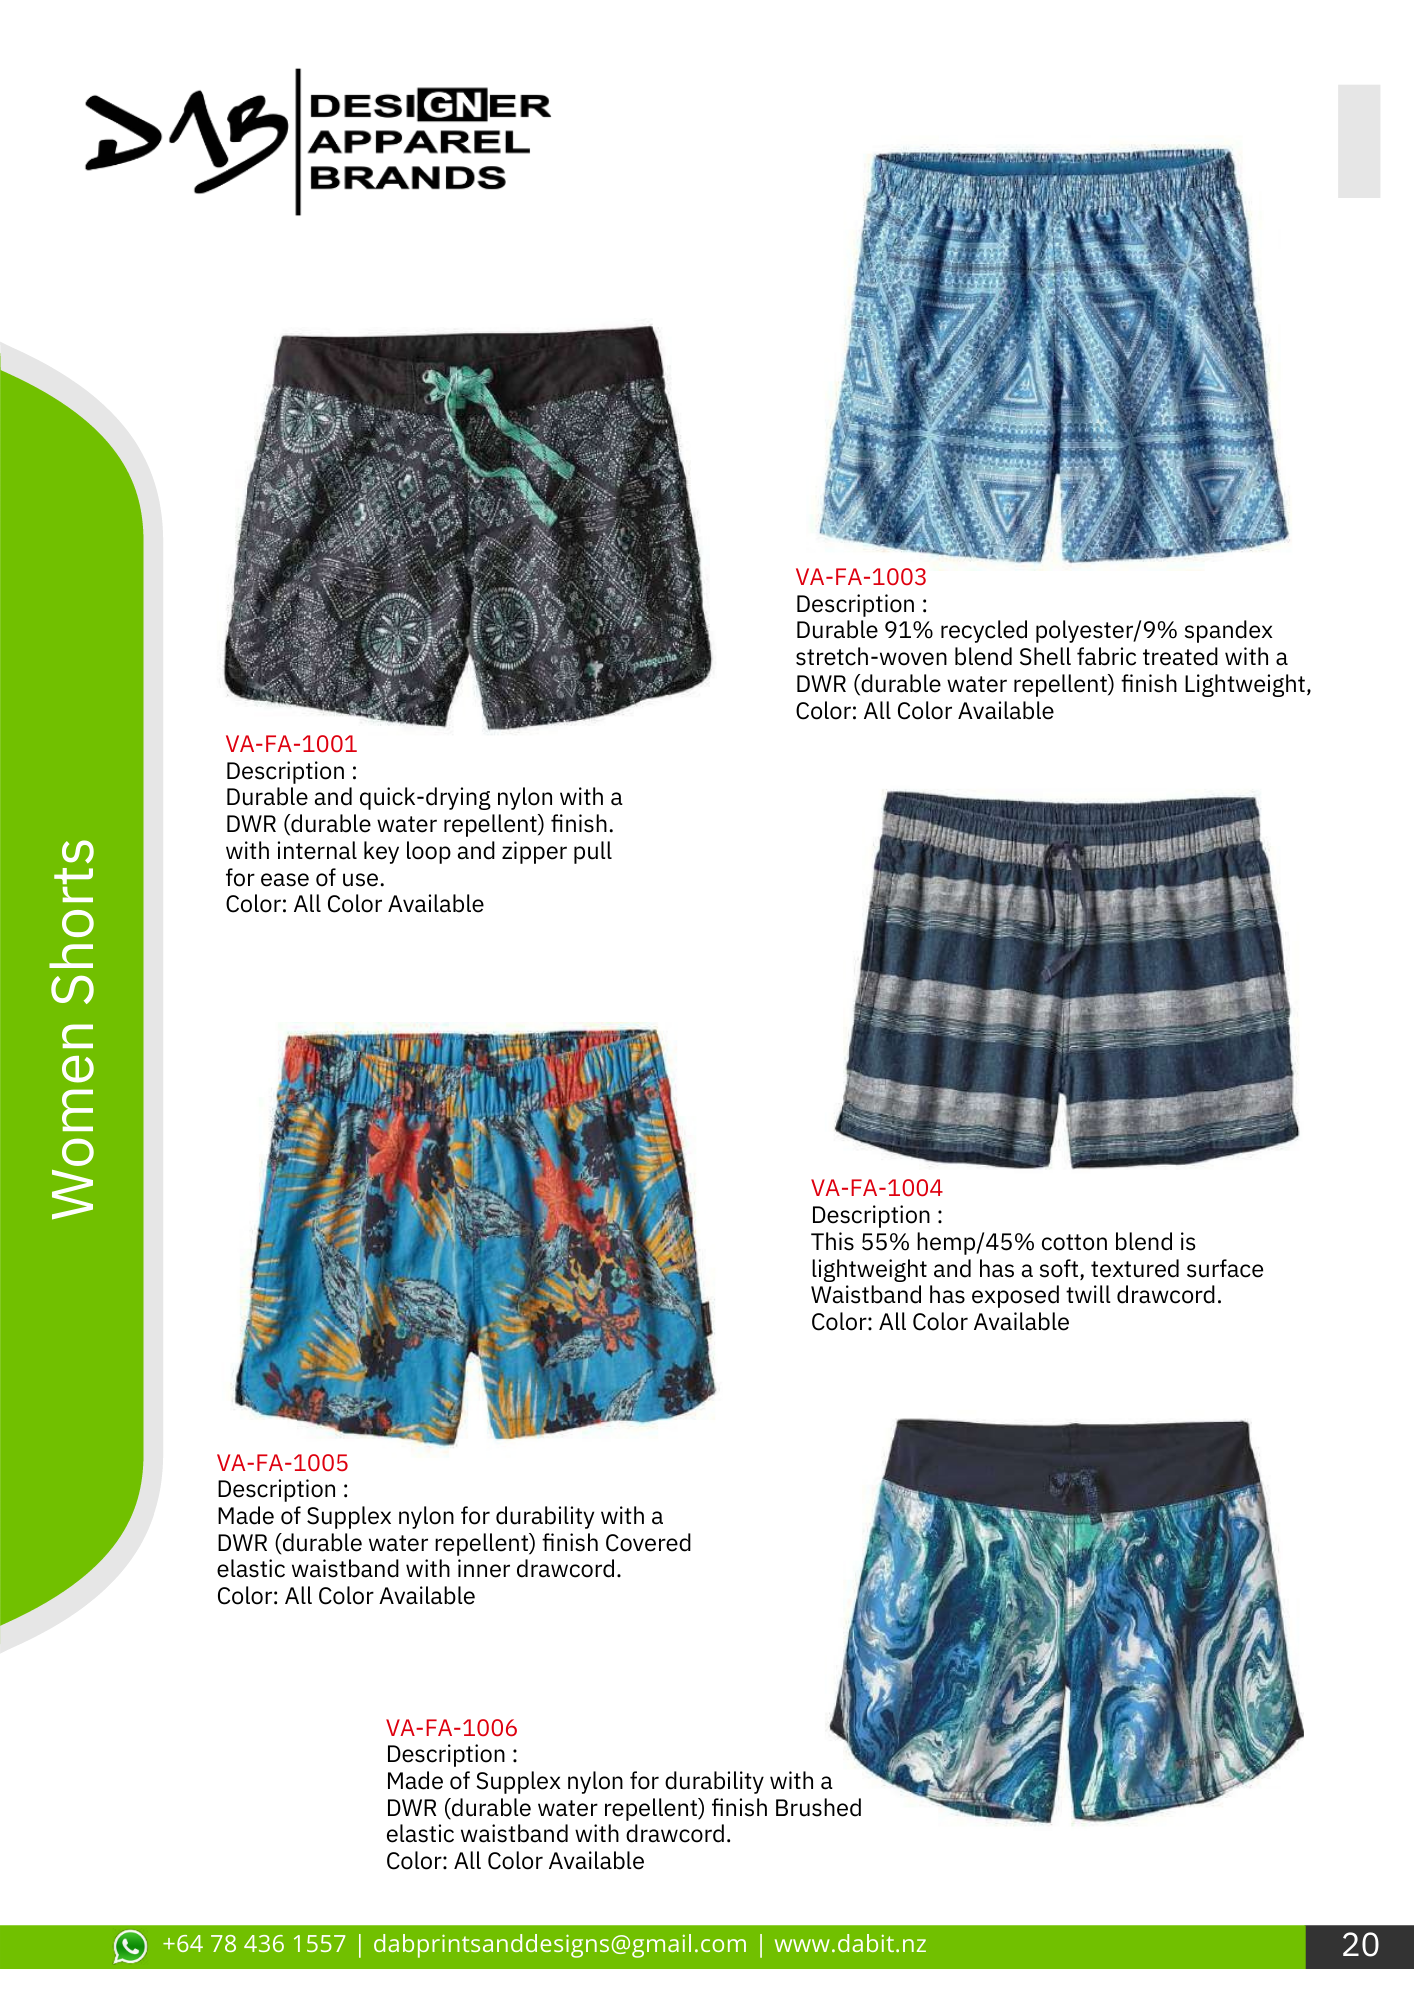 DAB
DESIGNER
APPAREL
BRANDS
patagonia
VA-FA-1001
Description :
Durable and quick-drying nylon with a
DWR (durable water repellent) finish.
with internal key loop and zipper pull
for ease of use.
Color: All Color Available
VA-FA-1003
Description :
Durable 91% recycled polyester/9% spandex
stretch-woven blend Shell fabric treated with a
DWR (durable water repellent) finish Lightweight,
Color: All Color Available
VA-FA-1004
Description :
This 55% hemp/45% cotton blend is
lightweight and has a soft, textured surface
Waistband has exposed twill drawcord.
Color: All Color Available
Women Shorts
VA-FA-1005
Description :
Made of Supplex nylon for durability with a
DWR (durable water repellent) finish Covered
elastic waistband with inner drawcord.
Color: All Color Available
VA-FA-1006
Description :
Made of Supplex nylon for durability with a
DWR (durable water repellent) finish Brushed
elastic waistband with drawcord.
Color: All Color Available
+64 78 436 1557 | dabprintsanddesigns@gmail.com | www.dabit.nz
20